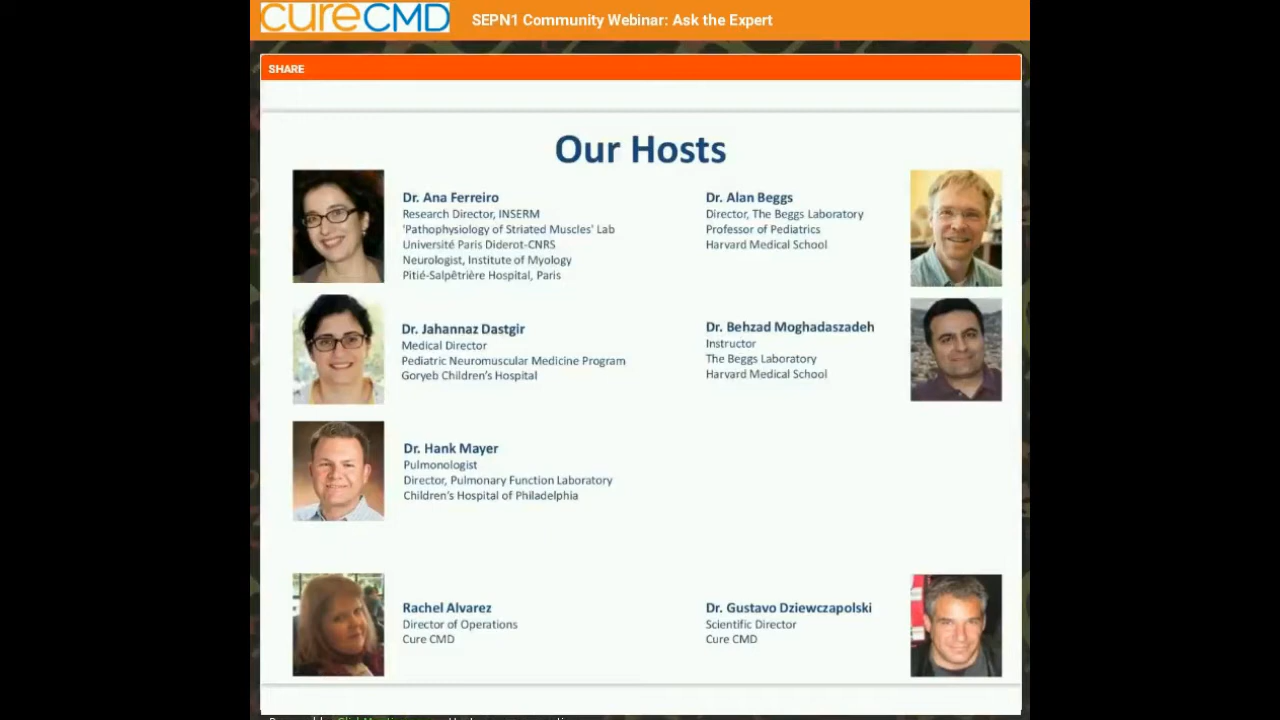 cureCMD SEPN1 Community Webinar: Ask the Expert
SHARE
Our Hosts
Dr. Ana Ferreiro
Research Director, INSERM
'Pathophysiology of Striated Muscles' Lab
Université Paris Diderot-CNRS
Neurologist, Institute of Myology
Pitié-Salpêtrière Hospital, Paris
Dr. Alan Beggs
Director, The Beggs Laboratory
Professor of Pediatrics
Harvard Medical School
Dr. Jahannaz Dastgir
Medical Director
Pediatric Neuromuscular Medicine Program
Goryeb Children's Hospital
Dr. Behzad Moghadaszadeh
Instructor
The Beggs Laboratory
Harvard Medical School
Dr. Hank Mayer
Pulmonologist
Director, Pulmonary Function Laboratory
Children's Hospital of Philadelphia
Rachel Alvarez
Director of Operations
Cure CMD
Dr. Gustavo Dziewczapolski
Scientific Director
Cure CMD